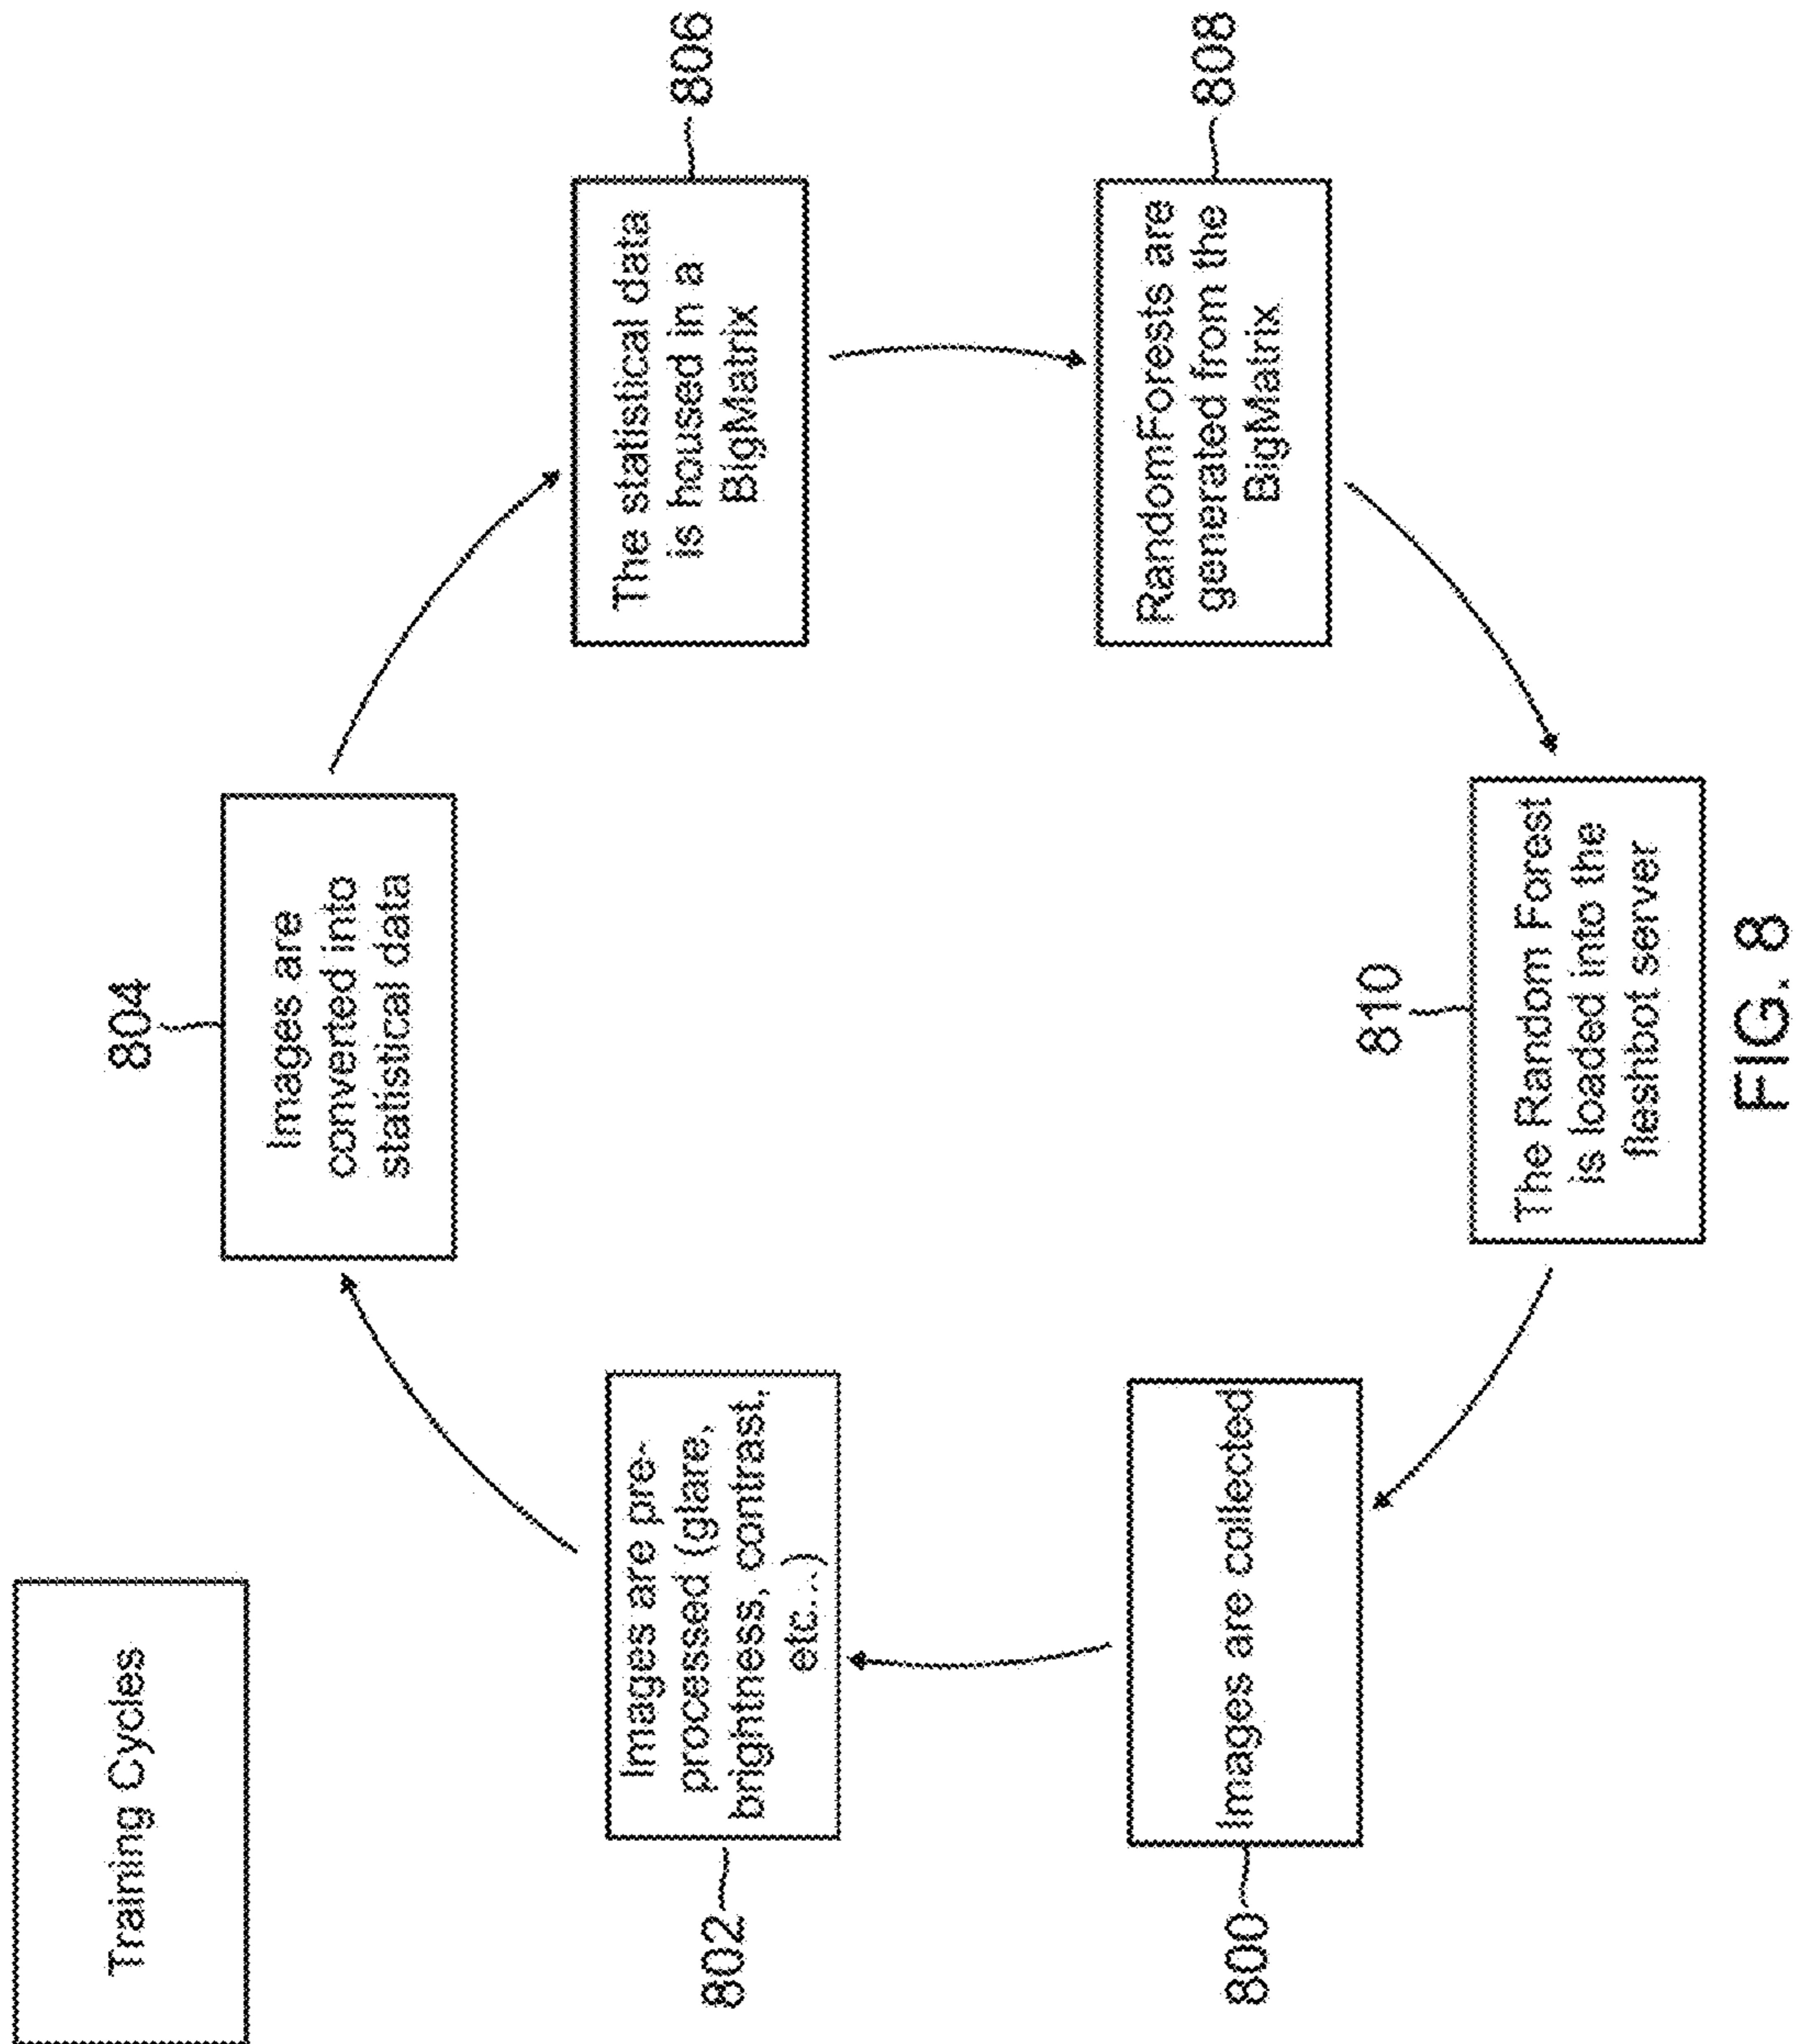 Training Cycles
804
Images are
converted into
statistical data
802
Images are pre-
processed (glare,
brightness, contrast,
etc...)
806
The statistical data
is housed in a
BigMatrix
800
Images are collected
808
RandomForests are
generated from the
BigMatrix
810
The Random Forest
is loaded into the
fleshbot server
FIG. 8